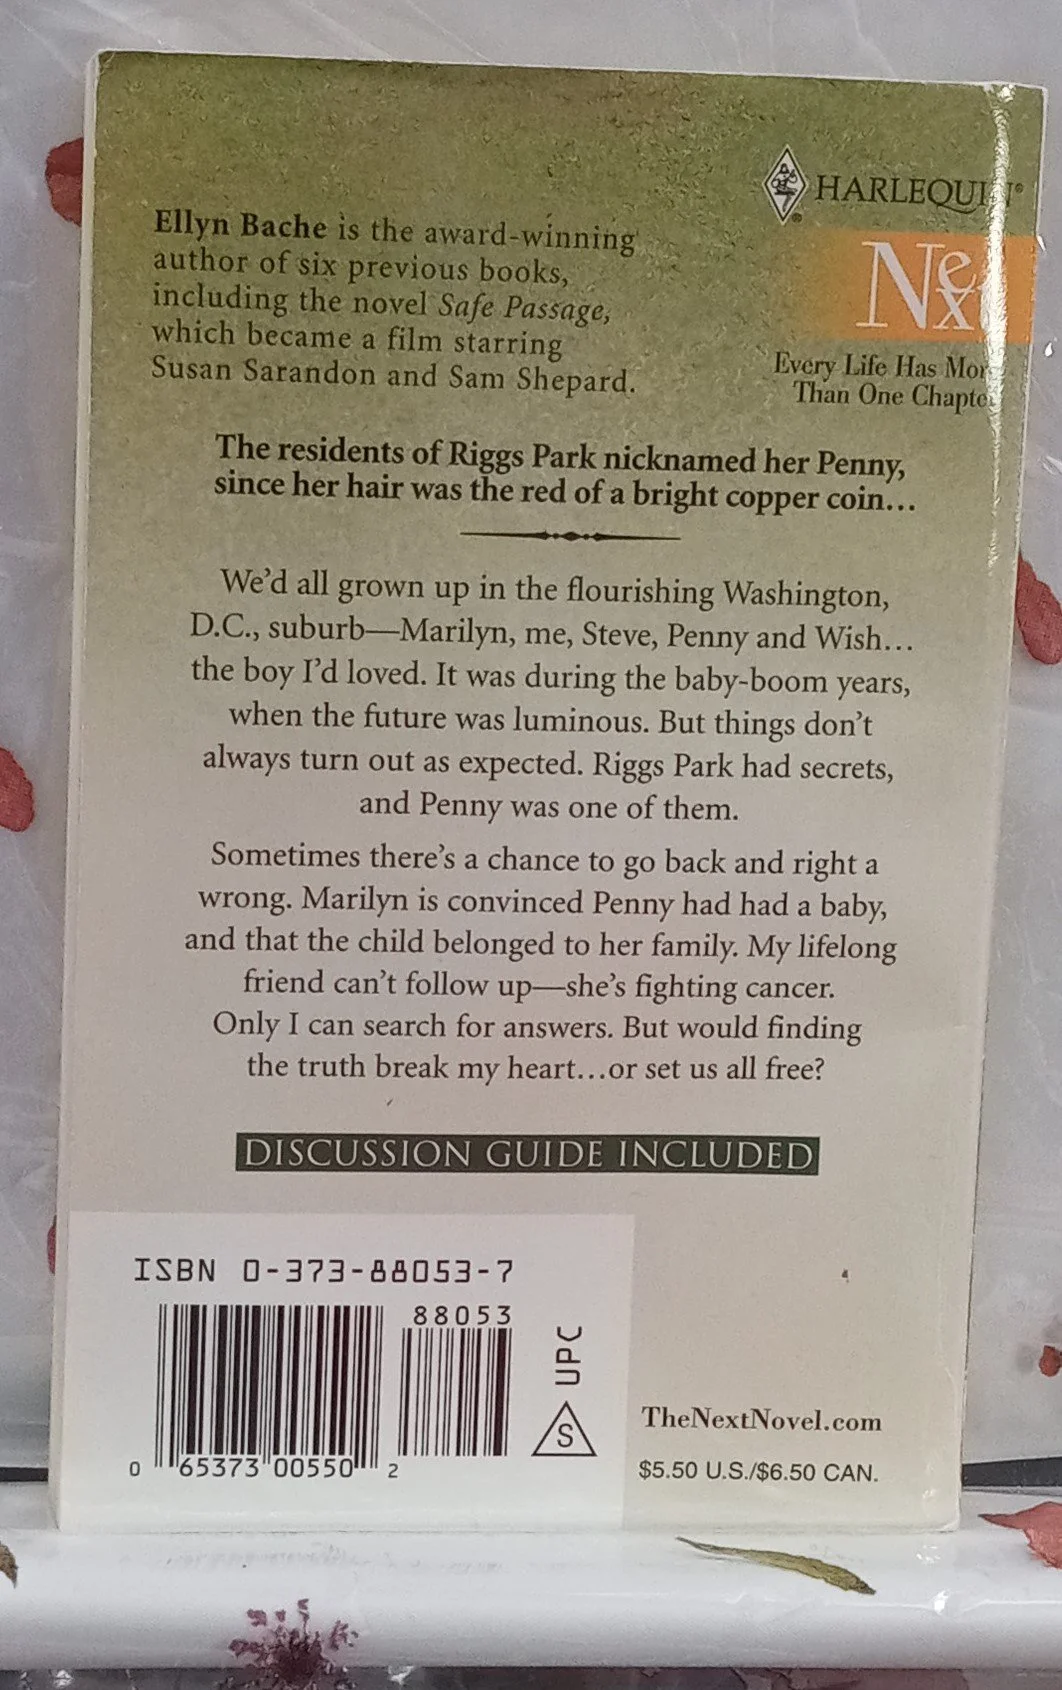 HARLEQUIN®
Next
Every Life Has More
Than One Chapter
Ellyn Bache is the award-winning
author of six previous books,
including the novel Safe Passage,
which became a film starring
Susan Sarandon and Sam Shepard.
The residents of Riggs Park nicknamed her Penny,
since her hair was the red of a bright copper coin...
We'd all grown up in the flourishing Washington,
D.C., suburb—Marilyn, me, Steve, Penny and Wish...
the boy I'd loved. It was during the baby-boom years,
when the future was luminous. But things don't
always turn out as expected. Riggs Park had secrets,
and Penny was one of them.
Sometimes there's a chance to go back and right a
wrong. Marilyn is convinced Penny had had a baby,
and that the child belonged to her family. My lifelong
friend can't follow up—she's fighting cancer.
Only I can search for answers. But would finding
the truth break my heart...or set us all free?
DISCUSSION GUIDE INCLUDED
ISBN 0-373-88053-7
88053
UPC
S
0 65373 00550 2
TheNextNovel.com
$5.50 U.S./$6.50 CAN.